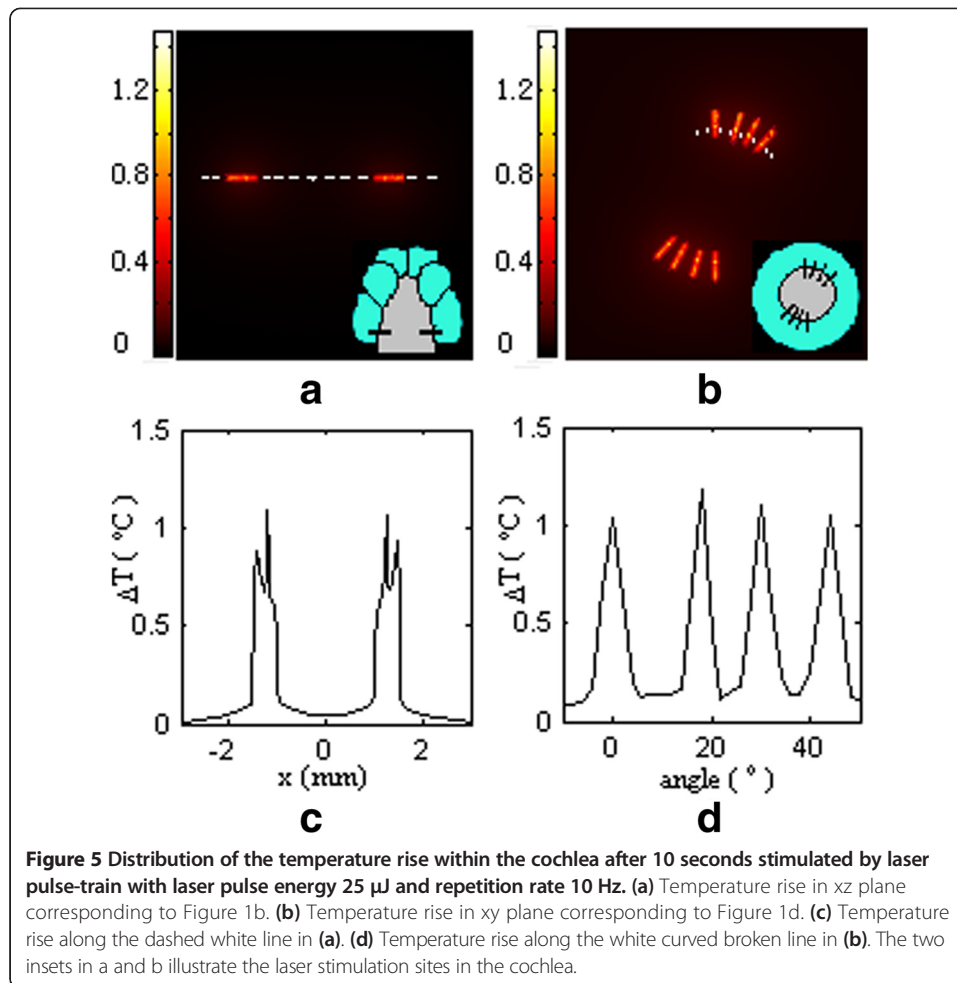 1.2
0.8
0.4
0
a
1.2
0.8
0.4
0
b
1.5
1
0.5
0
ΔT ( °C)
-2 0 2
x (mm)
c
1.5
1
0.5
0
ΔT ( °C)
0 20 40
angle ( ° )
d
Figure 5 Distribution of the temperature rise within the cochlea after 10 seconds stimulated by laser
pulse-train with laser pulse energy 25 μJ and repetition rate 10 Hz. (a) Temperature rise in xz plane
corresponding to Figure 1b. (b) Temperature rise in xy plane corresponding to Figure 1d. (c) Temperature
rise along the dashed white line in (a). (d) Temperature rise along the white curved broken line in (b). The two
insets in a and b illustrate the laser stimulation sites in the cochlea.